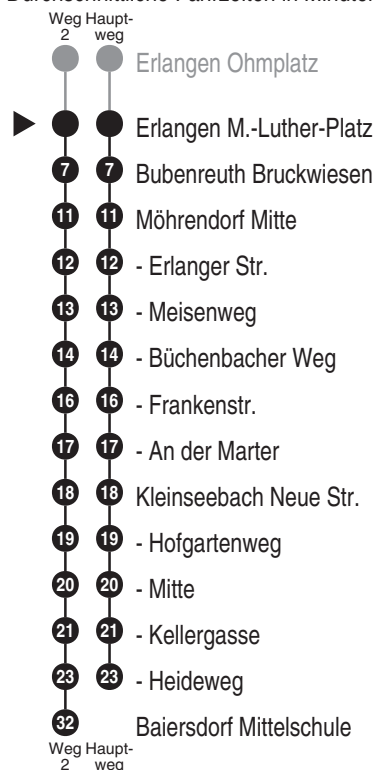 Weg Haupt-
2 weg
Erlangen Ohmplatz
Erlangen M.-Luther-Platz
7 7 Bubenreuth Bruckwiesen
11 11 Möhrendorf Mitte
12 12 - Erlanger Str.
13 13 - Meisenweg
14 14 - Büchenbacher Weg
16 16 - Frankenstr.
17 17 - An der Marter
18 18 Kleinseebach Neue Str.
19 19 - Hofgartenweg
20 20 - Mitte
21 21 - Kellergasse
23 23 - Heideweg
32 Baiersdorf Mittelschule
Weg Haupt-
2 weg